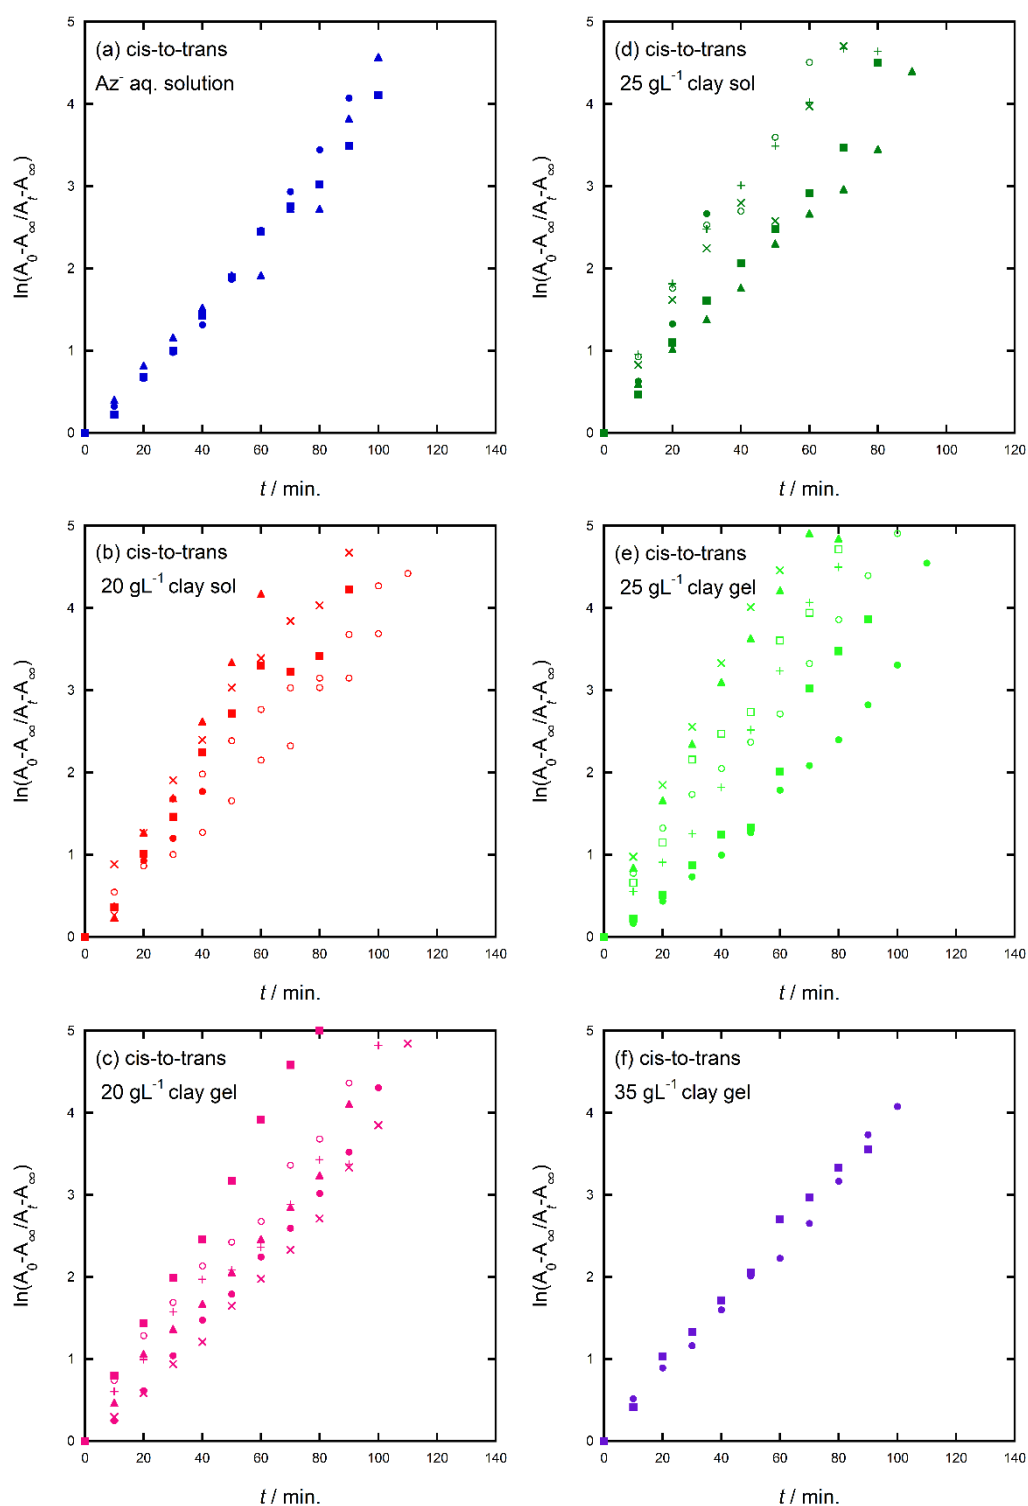 (a) cis-to-trans
Az⁻ aq. solution
ln(A₀-A∞/Aₜ-A∞)
5
4
3
2
1
0
0 20 40 60 80 100 120 140
t / min.
(d) cis-to-trans
25 gL⁻¹ clay sol
ln(A₀-A∞/Aₜ-A∞)
5
4
3
2
1
0
0 20 40 60 80 100 120
t / min.
(b) cis-to-trans
20 gL⁻¹ clay sol
ln(A₀-A∞/Aₜ-A∞)
5
4
3
2
1
0
0 20 40 60 80 100 120 140
t / min.
(e) cis-to-trans
25 gL⁻¹ clay gel
ln(A₀-A∞/Aₜ-A∞)
5
4
3
2
1
0
0 20 40 60 80 100 120 140
t / min.
(c) cis-to-trans
20 gL⁻¹ clay gel
ln(A₀-A∞/Aₜ-A∞)
5
4
3
2
1
0
0 20 40 60 80 100 120 140
t / min.
(f) cis-to-trans
35 gL⁻¹ clay gel
ln(A₀-A∞/Aₜ-A∞)
5
4
3
2
1
0
0 20 40 60 80 100 120 140
t / min.